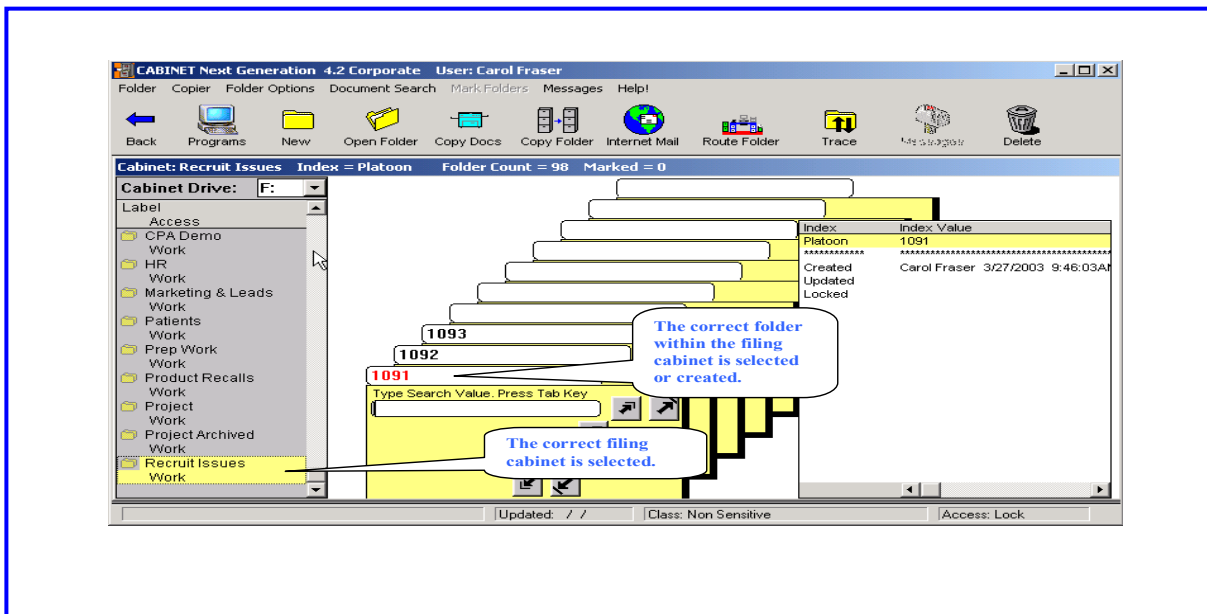 CABINET Next Generation 4.2 Corporate User: Carol Fraser
Folder Copier Folder Options Document Search Mark Folders Messages Help!
Back Programs New Open Folder Copy Docs Copy Folder Internet Mail Route Folder Trace Messages Delete
Cabinet: Recruit Issues Index = Platoon Folder Count = 98 Marked = 0
Cabinet Drive: F:
Label
Access
CPA Demo
Work
HR
Work
Marketing & Leads
Work
Patients
Work
Prep Work
Work
Product Recalls
Work
Project
Work
Project Archived
Work
Recruit Issues
Work
1093
1092
1091
Type Search Value. Press Tab Key
The correct folder
within the filing
cabinet is selected
or created.
The correct filing
cabinet is selected.
Index Index Value
Platoon 1091
************ ******************************************
Created Carol Fraser 3/27/2003 9:46:03AM
Updated
Locked
Updated: / / Class: Non Sensitive Access: Lock